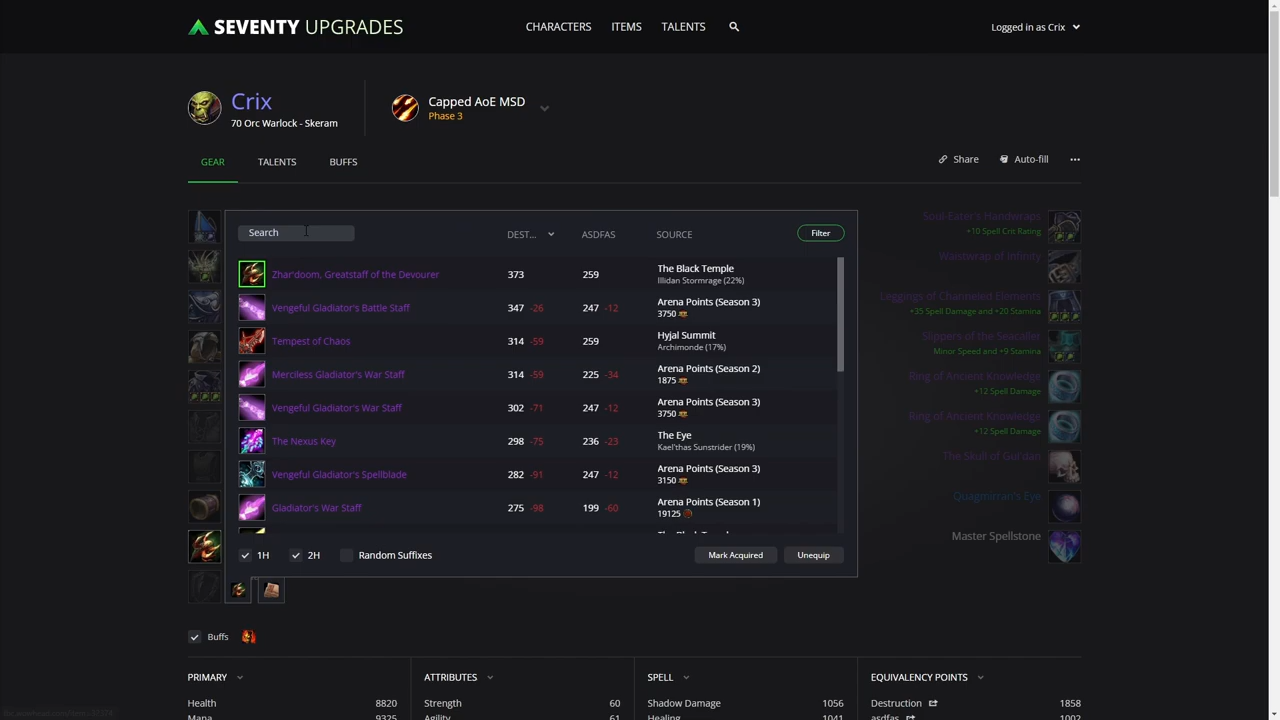 SEVENTY UPGRADES
CHARACTERS
ITEMS
TALENTS
Logged in as Crix
Crix
70 Orc Warlock - Skeram
Capped AoE MSD
Phase 3
GEAR
TALENTS
BUFFS
Share
Auto-fill
Search
DEST...
ASDFAS
SOURCE
Filter
Zhar'doom, Greatstaff of the Devourer
373
259
The Black Temple
Illidan Stormrage (22%)
Vengeful Gladiator's Battle Staff
347 -26
247 -12
Arena Points (Season 3)
3750
Tempest of Chaos
314 -59
259
Hyjal Summit
Archimonde (17%)
Merciless Gladiator's War Staff
314 -59
225 -34
Arena Points (Season 2)
1875
Vengeful Gladiator's War Staff
302 -71
247 -12
Arena Points (Season 3)
3750
The Nexus Key
298 -75
236 -23
The Eye
Kael'thas Sunstrider (19%)
Vengeful Gladiator's Spellblade
282 -91
247 -12
Arena Points (Season 3)
3150
Gladiator's War Staff
275 -98
199 -60
Arena Points (Season 1)
19125
1H
2H
Random Suffixes
Mark Acquired
Unequip
Soul-Eater's Handwraps
+10 Spell Crit Rating
Waistwrap of Infinity
Leggings of Channeled Elements
+35 Spell Damage and +20 Stamina
Slippers of the Seacaller
Minor Speed and +9 Stamina
Ring of Ancient Knowledge
+12 Spell Damage
Ring of Ancient Knowledge
+12 Spell Damage
The Skull of Gul'dan
Quagmirran's Eye
Master Spellstone
Buffs
PRIMARY
Health 8820
Mana 9325
ATTRIBUTES
Strength 60
Agility 61
SPELL
Shadow Damage 1056
Healing 1041
EQUIVALENCY POINTS
Destruction 1858
asdfas 1002